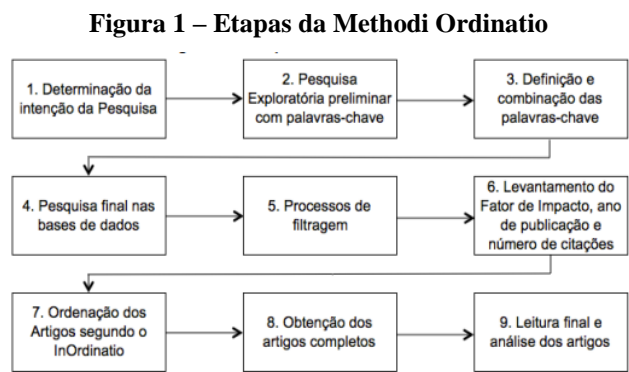 Figura 1 – Etapas da Methodi Ordinatio
1. Determinação da
intenção da Pesquisa
2. Pesquisa
Exploratória preliminar
com palavras-chave
3. Definição e
combinação das
palavras-chave
4. Pesquisa final nas
bases de dados
5. Processos de
filtragem
6. Levantamento do
Fator de Impacto, ano
de publicação e
número de citações
7. Ordenação dos
Artigos segundo o
InOrdinatio
8. Obtenção dos
artigos completos
9. Leitura final e
análise dos artigos